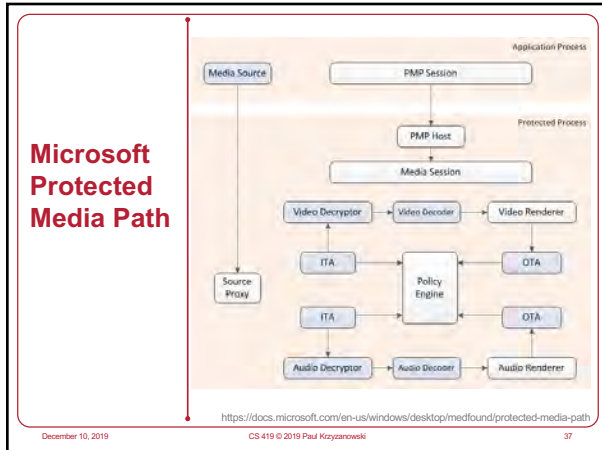 Microsoft
Protected
Media Path
Application Process
Media Source
PMP Session
Protected Process
PMP Host
Media Session
Video Decryptor
Video Decoder
Video Renderer
ITA
OTA
Source
Proxy
Policy
Engine
ITA
OTA
Audio Decryptor
Audio Decoder
Audio Renderer
https://docs.microsoft.com/en-us/windows/desktop/medfound/protected-media-path
December 10, 2019
CS 419 © 2019 Paul Krzyzanowski
37